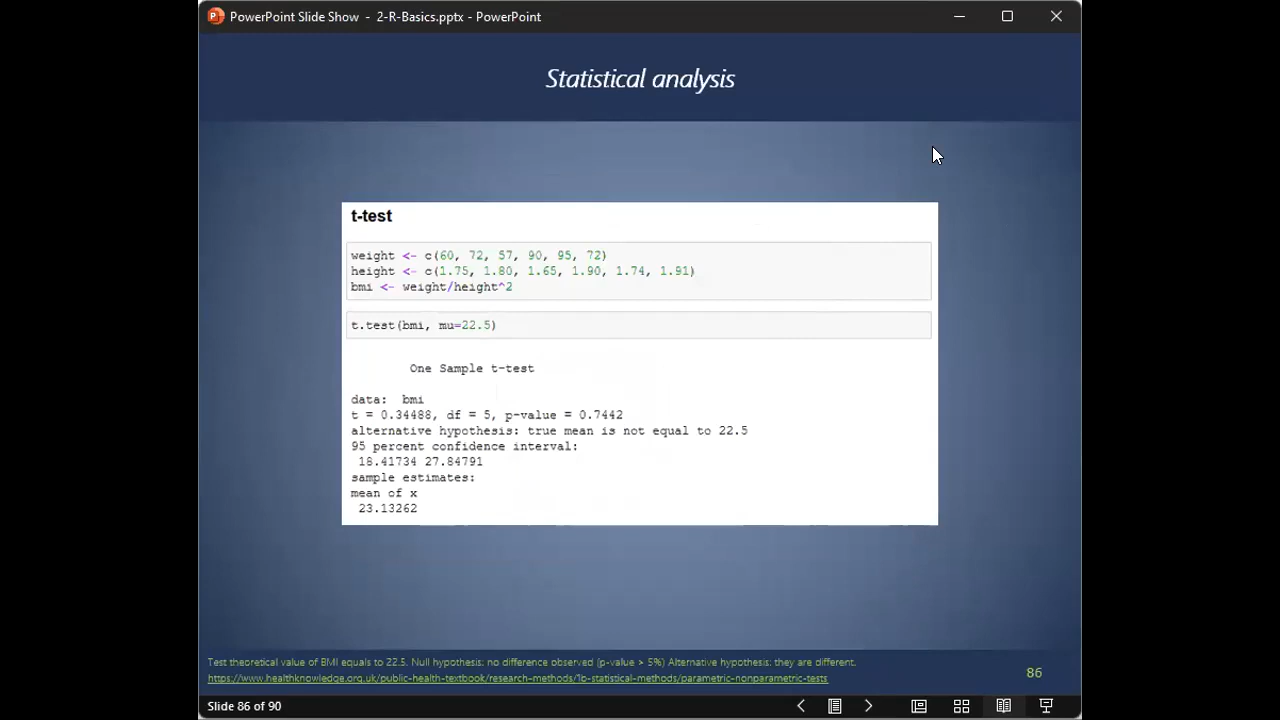 PowerPoint Slide Show - 2-R-Basics.pptx - PowerPoint
Statistical analysis
t-test
weight <- c(60, 72, 57, 90, 95, 72)
height <- c(1.75, 1.80, 1.65, 1.90, 1.74, 1.91)
bmi <- weight/height^2
t.test(bmi, mu=22.5)
One Sample t-test
data: bmi
t = 0.34488, df = 5, p-value = 0.7442
alternative hypothesis: true mean is not equal to 22.5
95 percent confidence interval:
18.41734 27.84791
sample estimates:
mean of x
23.13262
Test theoretical value of BMI equals to 22.5. Null hypothesis: no difference observed (p-value > 5%) Alternative hypothesis: they are different.
https://www.healthknowledge.org.uk/public-health-textbook/research-methods/1b-statistical-methods/parametric-nonparametric-tests
86
Slide 86 of 90